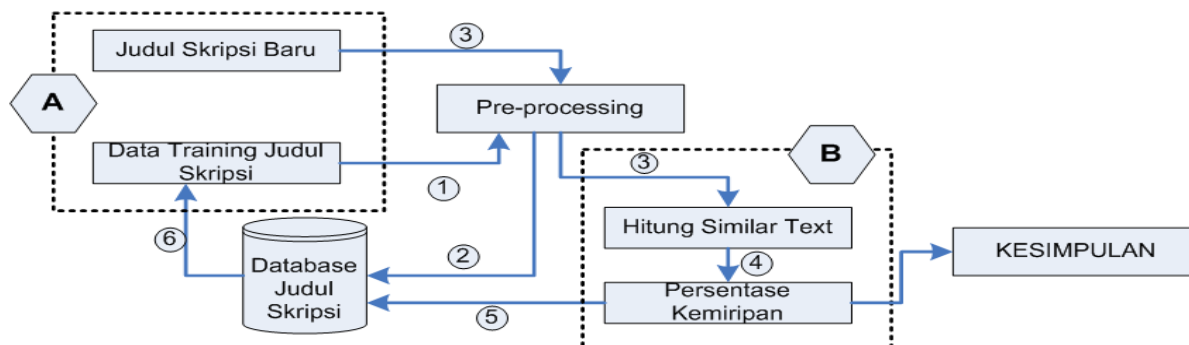 Judul Skripsi Baru
3
A
Pre-processing
Data Training Judul
Skripsi
1
3
B
6
Hitung Similar Text
2
4
Database
Judul
Skripsi
KESIMPULAN
Persentase
Kemiripan
5